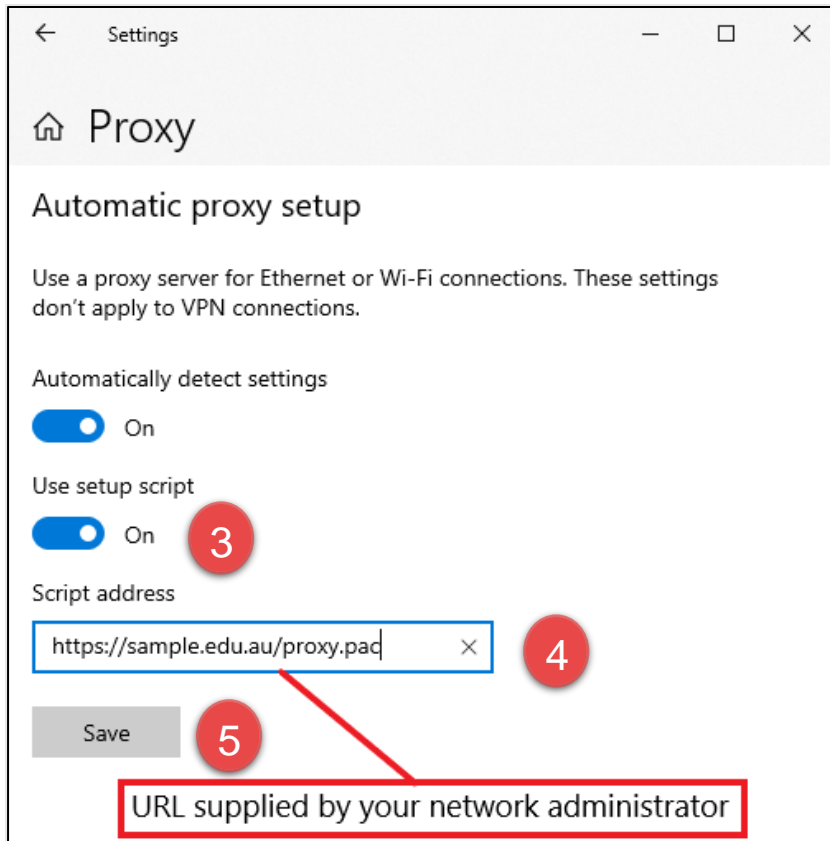 Settings
Proxy
Automatic proxy setup
Use a proxy server for Ethernet or Wi-Fi connections. These settings
don't apply to VPN connections.
Automatically detect settings
On
Use setup script
On
3
Script address
https://sample.edu.au/proxy.pac
4
Save
5
URL supplied by your network administrator